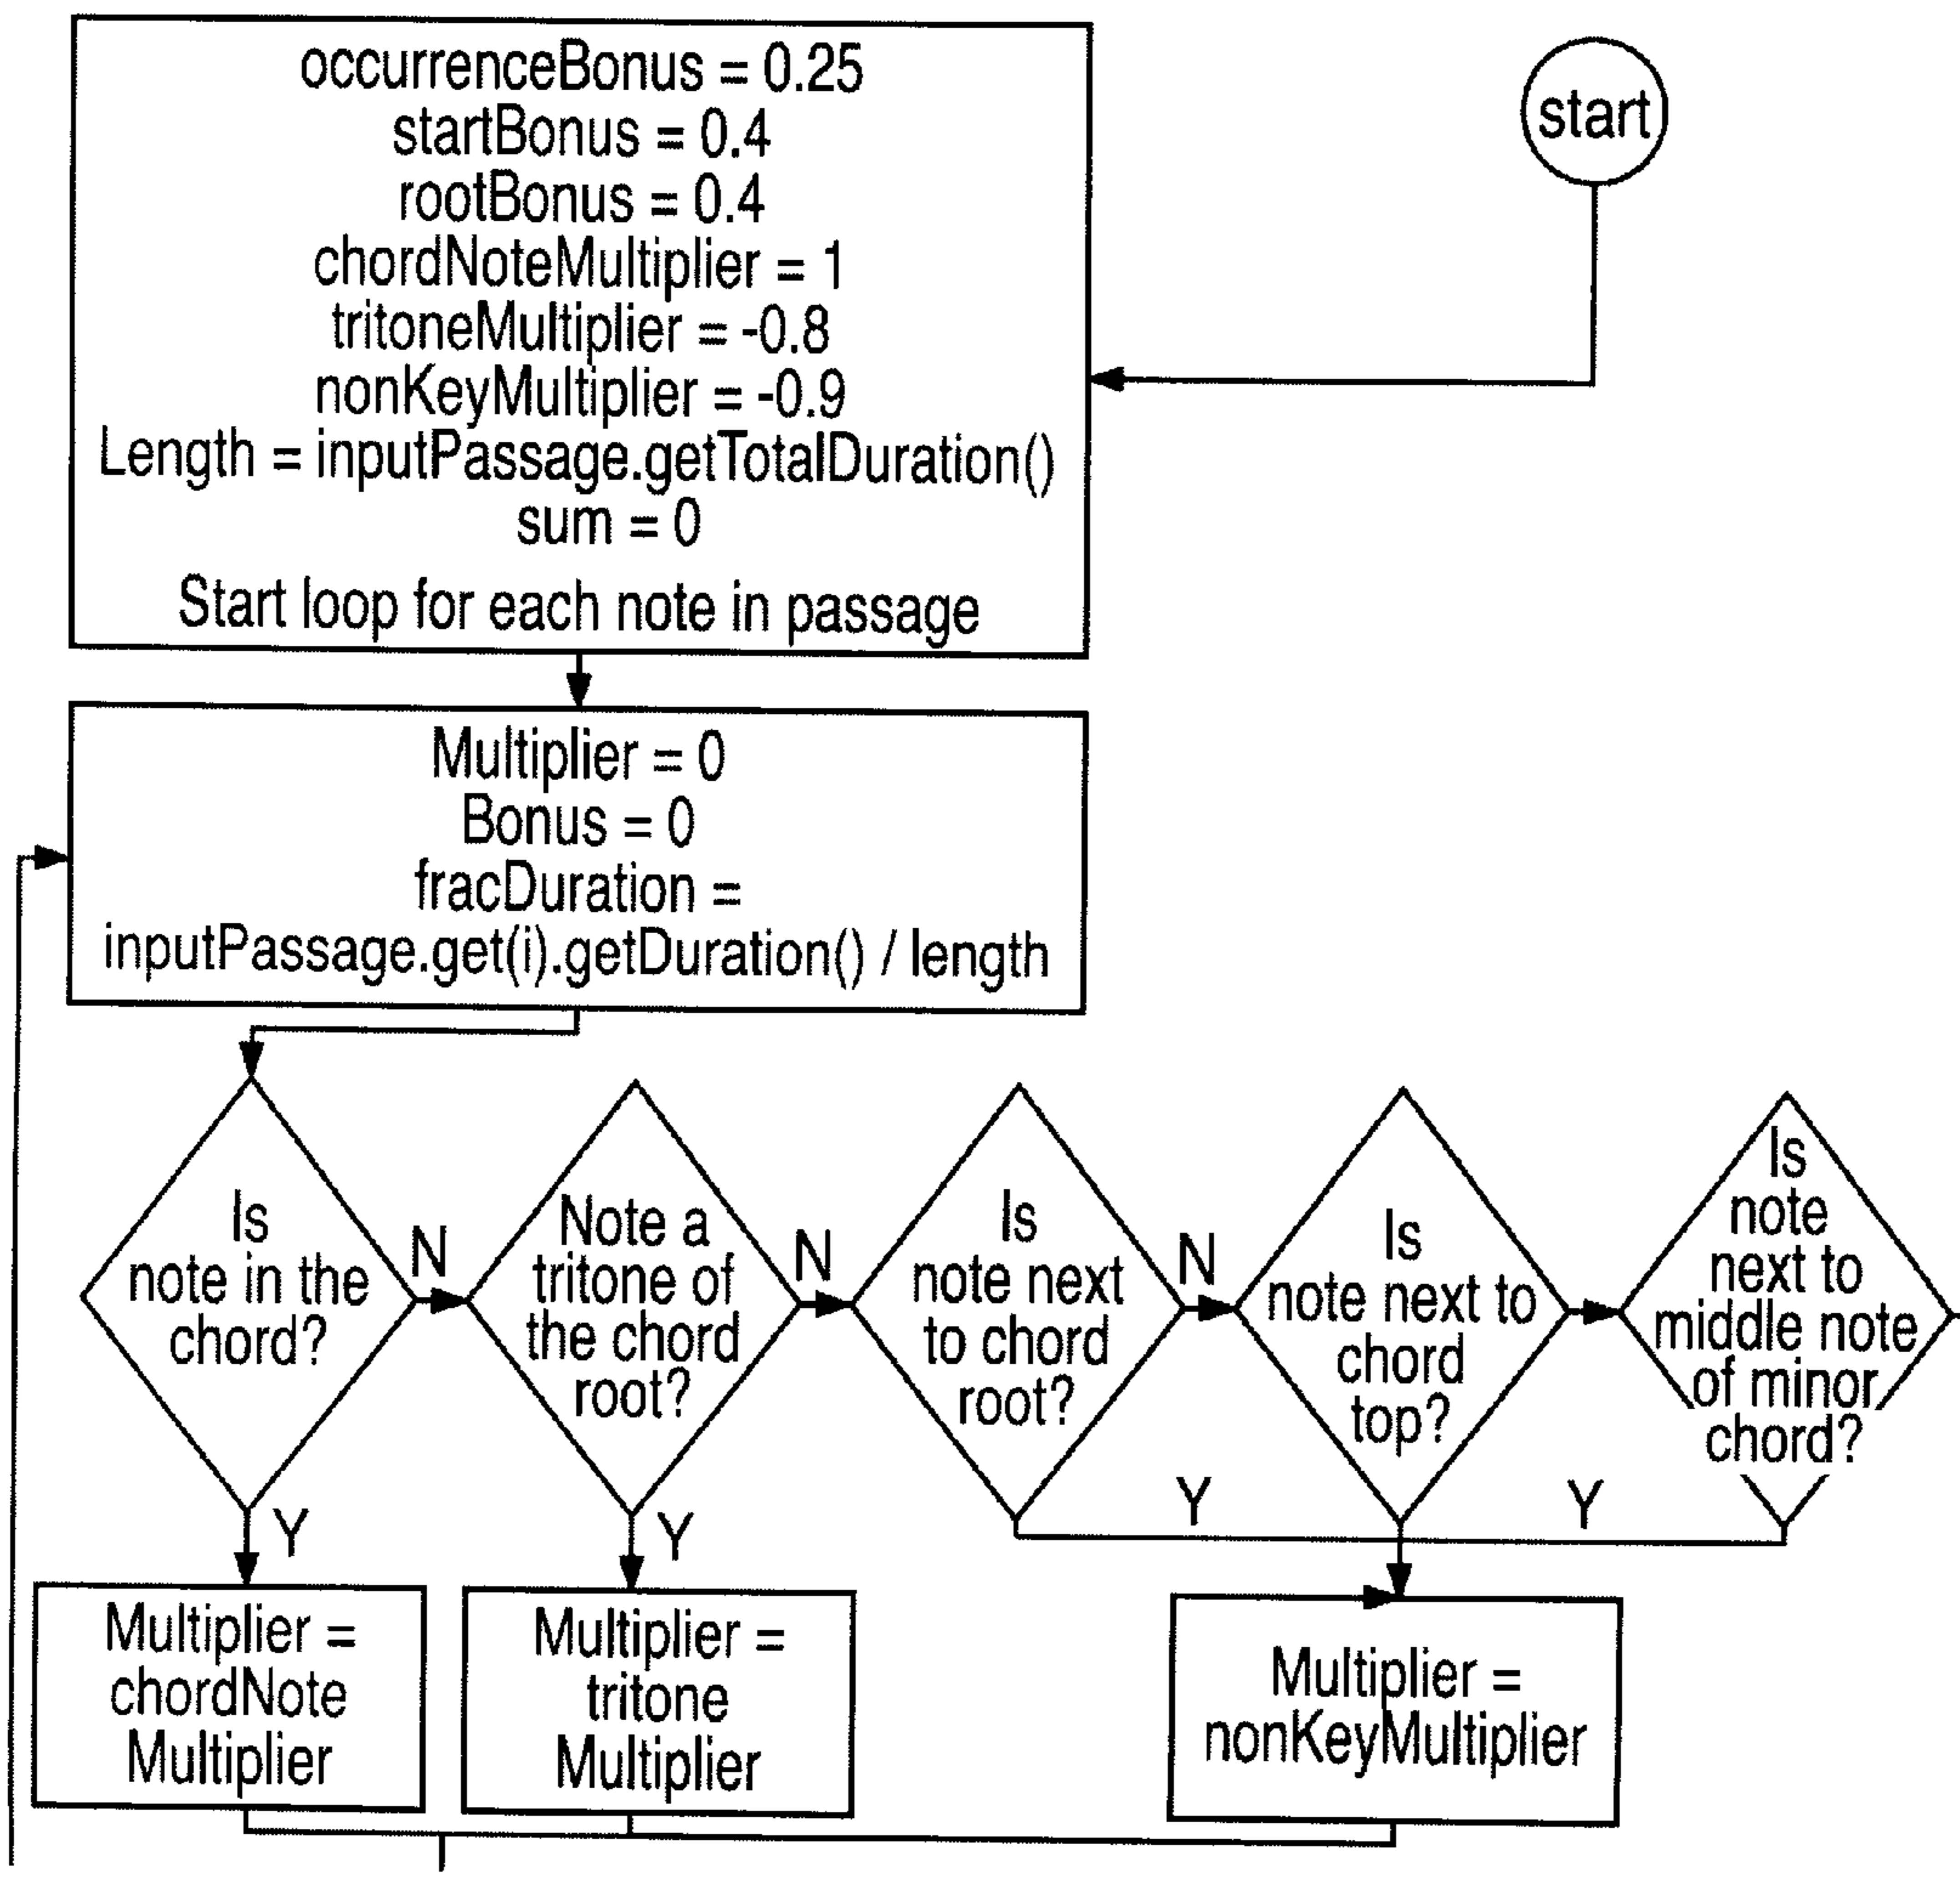 occurrenceBonus = 0.25
startBonus = 0.4
rootBonus = 0.4
chordNoteMultiplier = 1
tritoneMultiplier = -0.8
nonKeyMultiplier = -0.9
Length = inputPassage.getTotalDuration()
sum = 0
Start loop for each note in passage
start
Multiplier = 0
Bonus = 0
fracDuration =
inputPassage.get(i).getDuration() / length
Is
note in the
chord?
N
Note a
tritone of
the chord
root?
N
Is
note next
to chord
root?
N
Is
note next to
chord
top?
Is
note
next to
middle note
of minor
chord?
Y
Y
Y
Y
Multiplier =
chordNote
Multiplier
Multiplier =
tritone
Multiplier
Multiplier =
nonKeyMultiplier